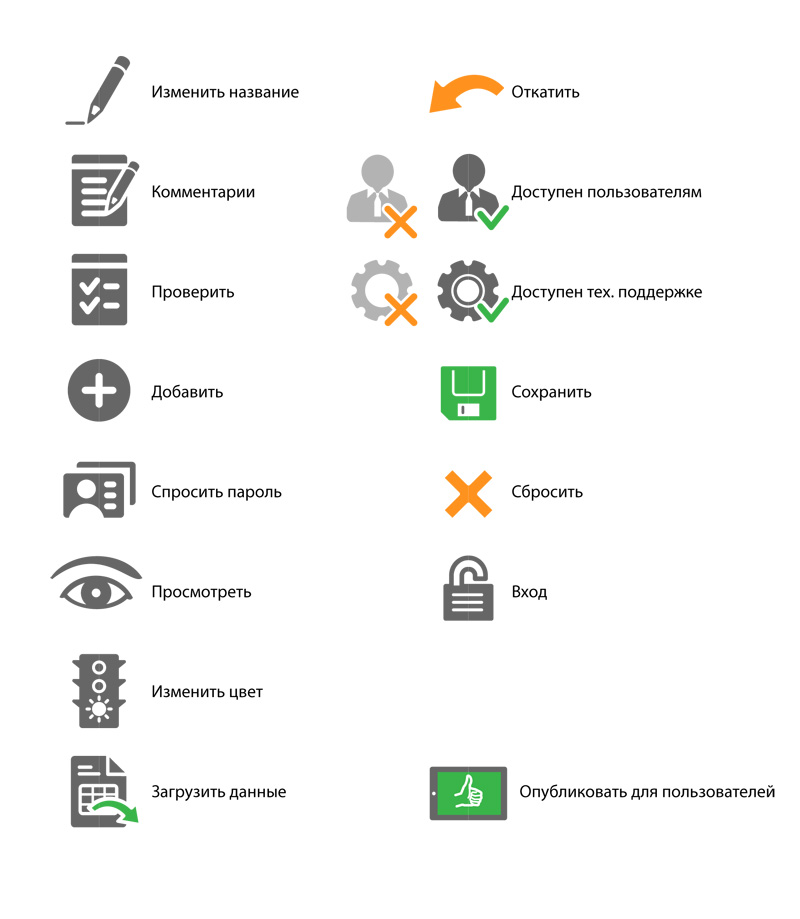 Изменить название
Откатить
Комментарии
Доступен пользователям
Проверить
Доступен тех. поддержке
Добавить
Сохранить
Спросить пароль
Сбросить
Просмотреть
Вход
Изменить цвет
Загрузить данные
Опубликовать для пользователей